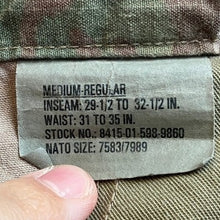 MEDIUM-REGULAR
INSEAM: 29-1/2 TO 32-1/2 IN.
WAIST: 31 TO 35 IN.
STOCK NO.: 8415-01-598-9860
NATO SIZE: 7583/7989